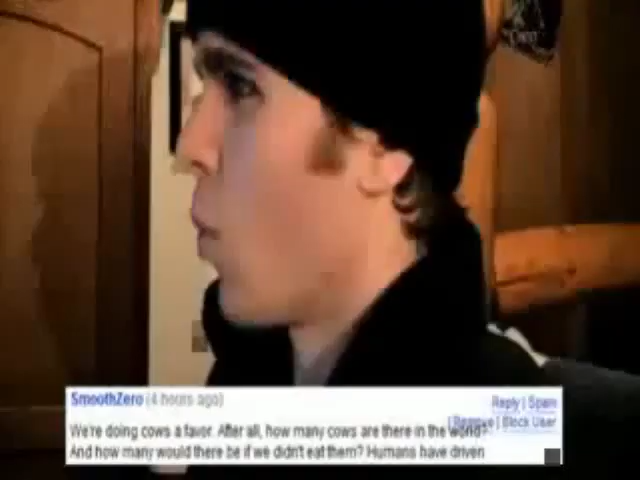 SmoothZero (4 hours ago)
Reply | Spam
| Remove | Block User
We're doing cows a favor. After all, how many cows are there in the world?
And how many would there be if we didn't eat them? Humans have driven